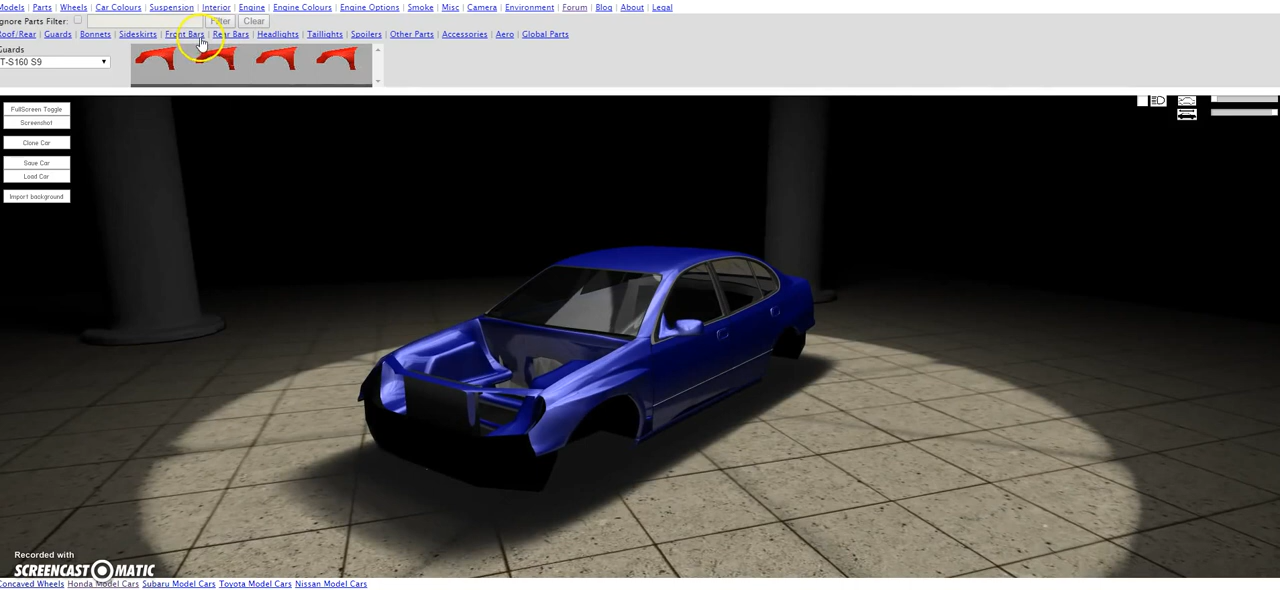 Models | Parts | Wheels | Car Colours | Suspension | Interior | Engine | Engine Colours | Engine Options | Smoke | Misc | Camera | Environment | Forum | Blog | About | Legal
gnore Parts Filter: Filter Clear
Roof/Rear | Guards | Bonnets | Sideskirts | Front Bars | Rear Bars | Headlights | Taillights | Spoilers | Other Parts | Accessories | Aero | Global Parts
Guards
T-S160 S9
FullScreen Toggle
Screenshot
Clone Car
Save Car
Load Car
Import background
Recorded with
SCREENCAST MATIC
Concaved Wheels Honda Model Cars Subaru Model Cars Toyota Model Cars Nissan Model Cars